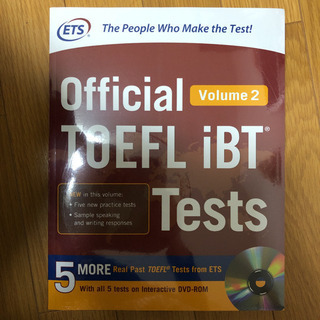 ETS The People Who Make the Test!
Official Volume 2
TOEFL iBT®
Tests
NEW in this volume:
• Five new practice tests
• Sample speaking
and writing responses
5 MORE Real Past TOEFL® Tests from ETS
With all 5 tests on Interactive DVD-ROM